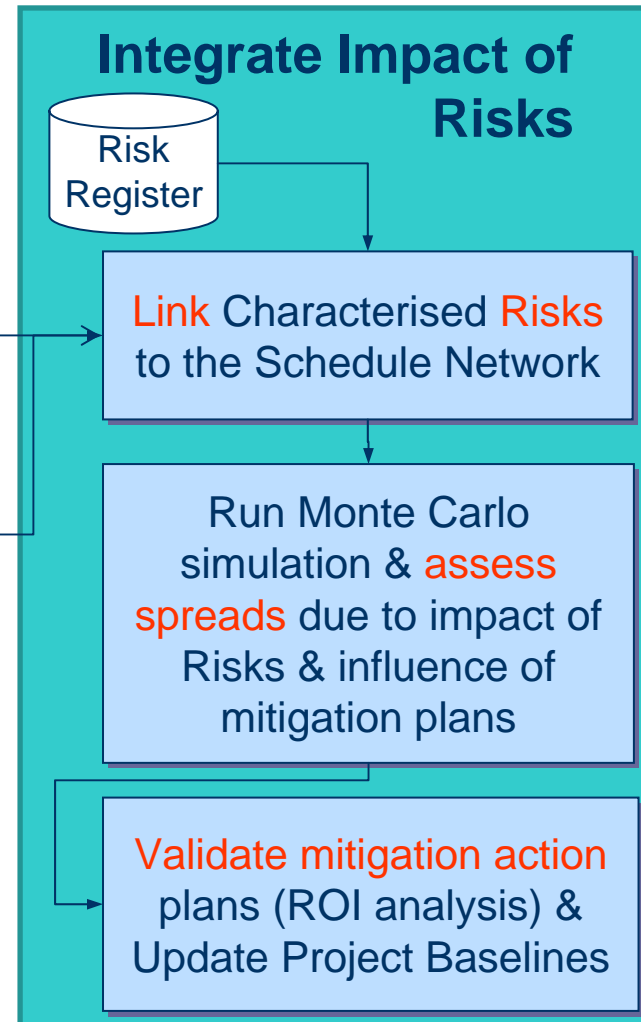 Integrate Impact of
Risks
Risk
Register
Link Characterised Risks
to the Schedule Network
Run Monte Carlo
simulation & assess
spreads due to impact of
Risks & influence of
mitigation plans
Validate mitigation action
plans (ROI analysis) &
Update Project Baselines